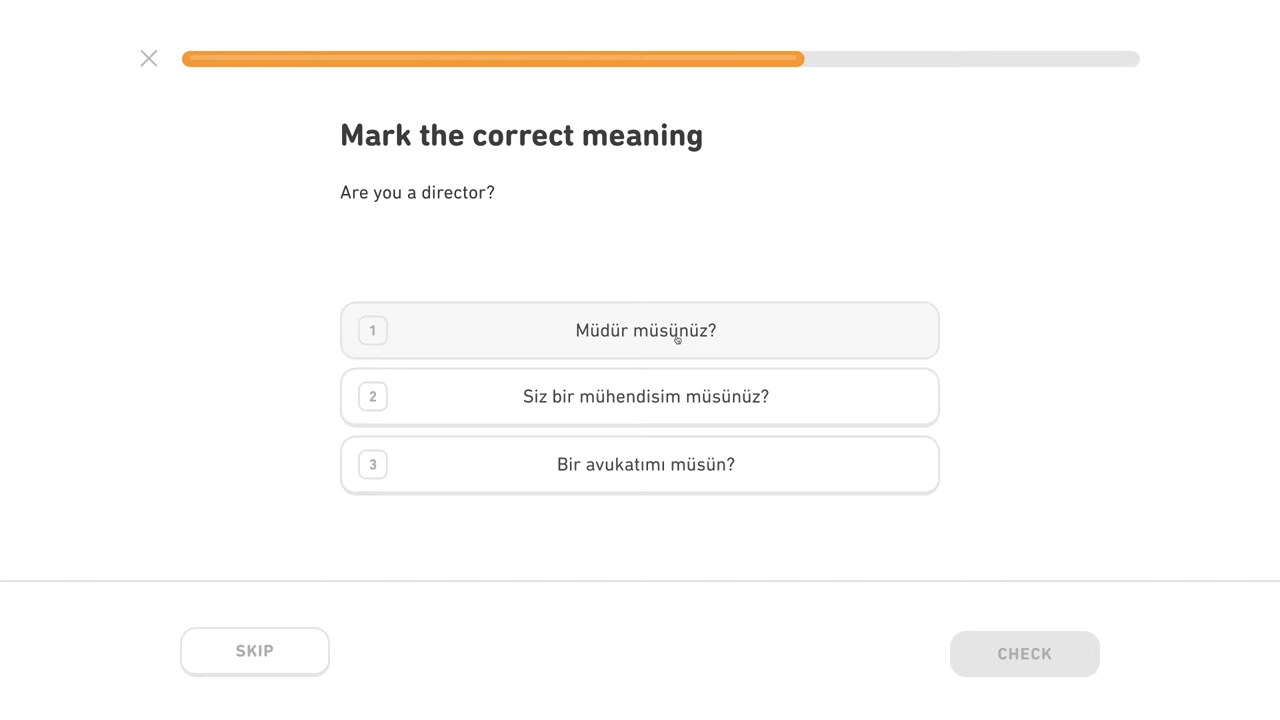 Mark the correct meaning
Are you a director?
1 Müdür müsünüz?
2 Siz bir mühendisim müsünüz?
3 Bir avukatımı müsün?
SKIP
CHECK